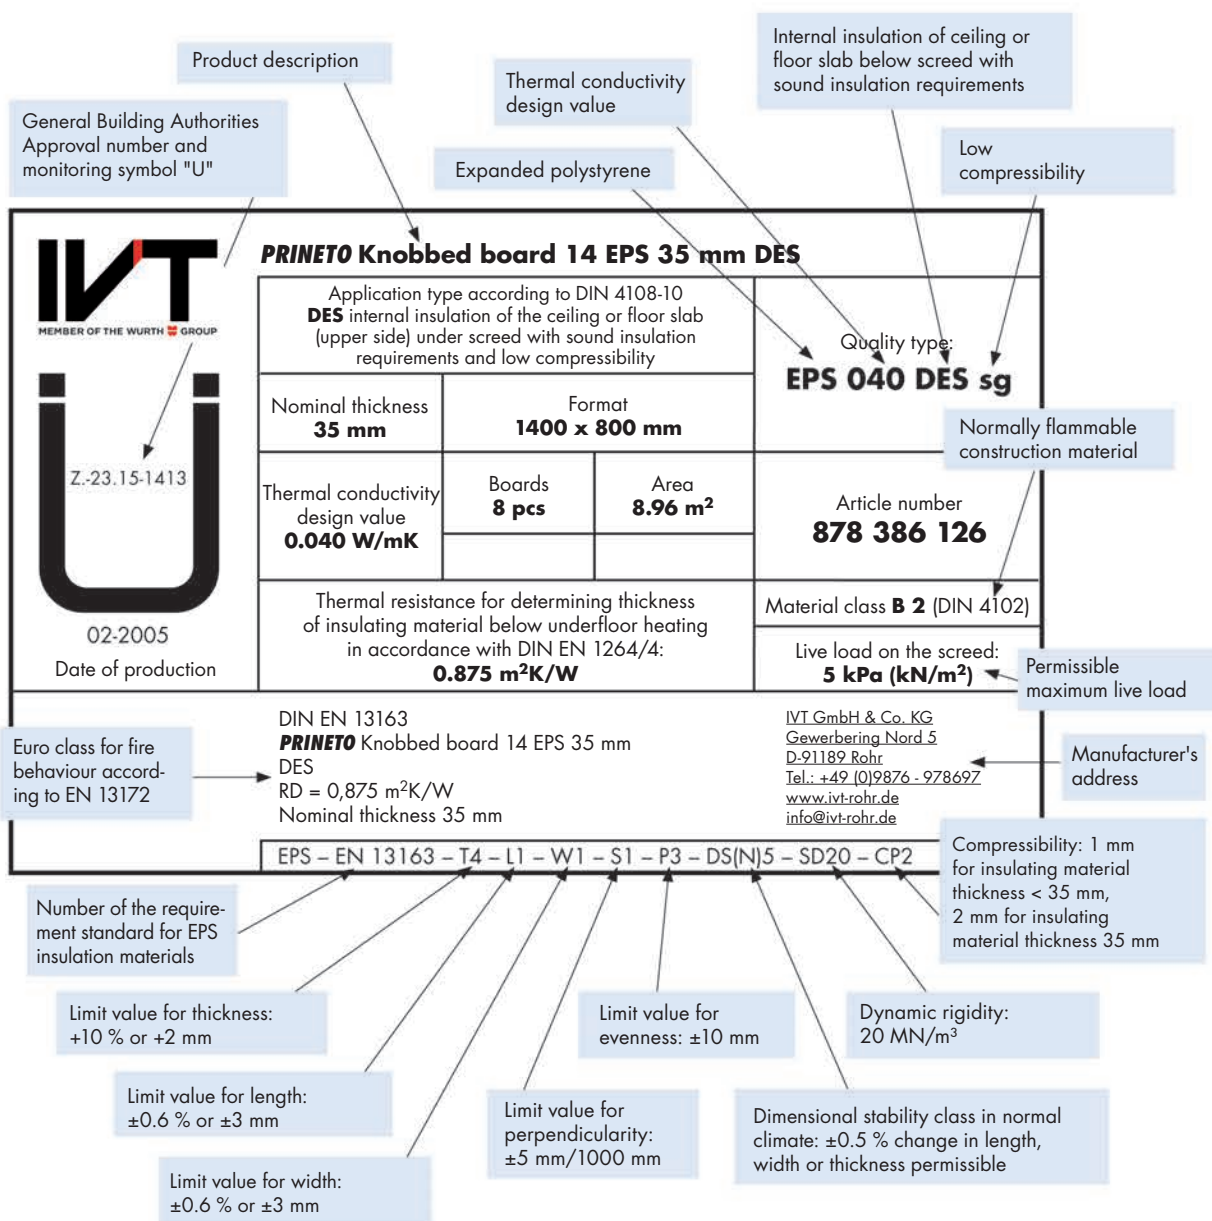 Product description
Thermal conductivity
design value
Internal insulation of ceiling or
floor slab below screed with
sound insulation requirements
General Building Authorities
Approval number and
monitoring symbol "U"
Expanded polystyrene
Low
compressibility
IVT
MEMBER OF THE WURTH GROUP
PRINETO Knobbed board 14 EPS 35 mm DES
Application type according to DIN 4108-10
DES internal insulation of the ceiling or floor slab
(upper side) under screed with sound insulation
requirements and low compressibility
Quality type:
EPS 040 DES sg
Nominal thickness
35 mm
Format
1400 x 800 mm
Normally flammable
construction material
Z.-23.15-1413
Thermal conductivity
design value
0.040 W/mK
Boards
8 pcs
Area
8.96 m²
Article number
878 386 126
02-2005
Date of production
Thermal resistance for determining thickness
of insulating material below underfloor heating
in accordance with DIN EN 1264/4:
0.875 m²K/W
Material class B 2 (DIN 4102)
Live load on the screed:
5 kPa (kN/m²)
Permissible
maximum live load
Euro class for fire
behaviour accord-
ing to EN 13172
DIN EN 13163
PRINETO Knobbed board 14 EPS 35 mm
DES
RD = 0,875 m²K/W
Nominal thickness 35 mm
IVT GmbH & Co. KG
Gewerbering Nord 5
D-91189 Rohr
Tel.: +49 (0)9876 - 978697
www.ivt-rohr.de
info@ivt-rohr.de
Manufacturer's
address
EPS – EN 13163 – T4 – L1 – W1 – S1 – P3 – DS(N)5 – SD20 – CP2
Compressibility: 1 mm
for insulating material
thickness < 35 mm,
2 mm for insulating
material thickness 35 mm
Number of the require-
ment standard for EPS
insulation materials
Limit value for thickness:
+10 % or +2 mm
Limit value for
evenness: ±10 mm
Dynamic rigidity:
20 MN/m³
Limit value for length:
±0.6 % or ±3 mm
Limit value for
perpendicularity:
±5 mm/1000 mm
Dimensional stability class in normal
climate: ±0.5 % change in length,
width or thickness permissible
Limit value for width:
±0.6 % or ±3 mm